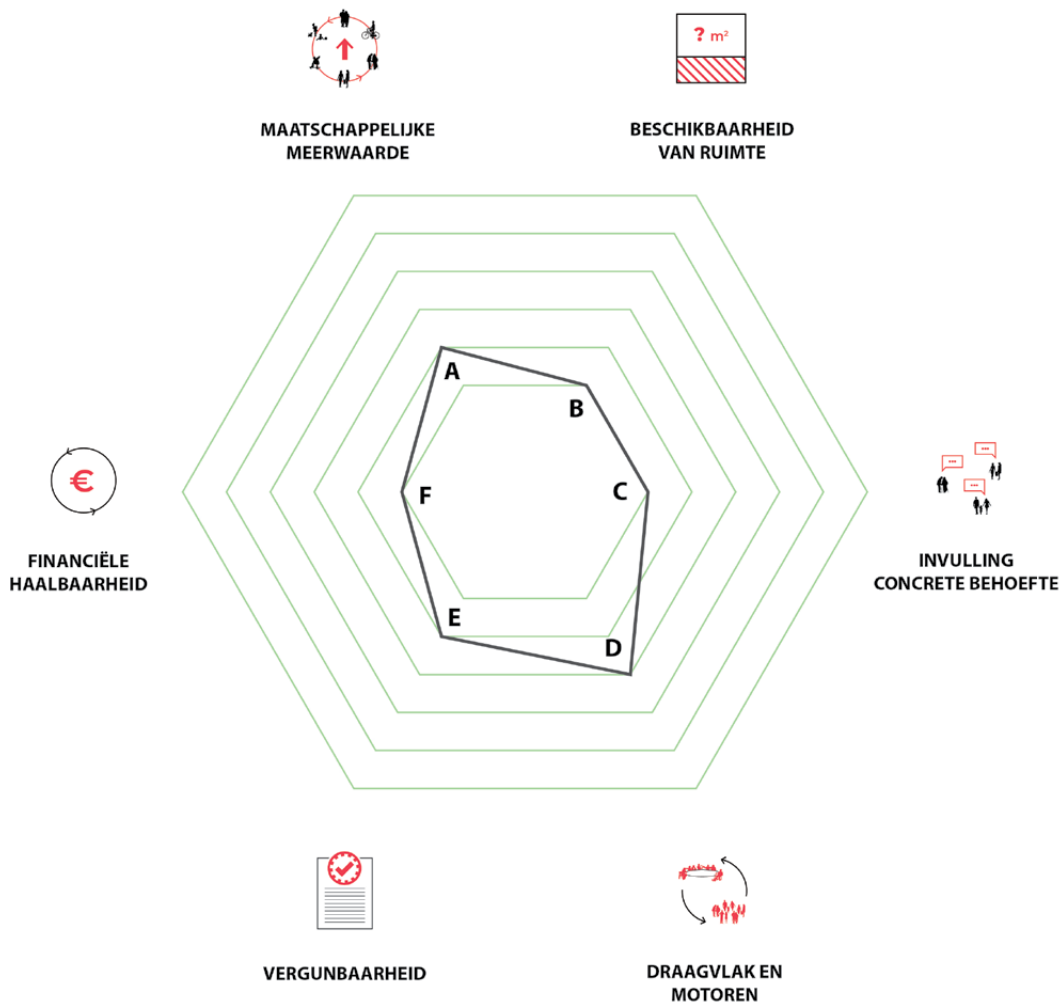 ? m²
MAATSCHAPPELIJKE
MEERWAARDE
BESCHIKBAARHEID
VAN RUIMTE
A
B
F
C
€
FINANCIËLE
HAALBAARHEID
INVULLING
CONCRETE BEHOEFTE
E
D
VERGUNBAARHEID
DRAAGVLAK EN
MOTOREN